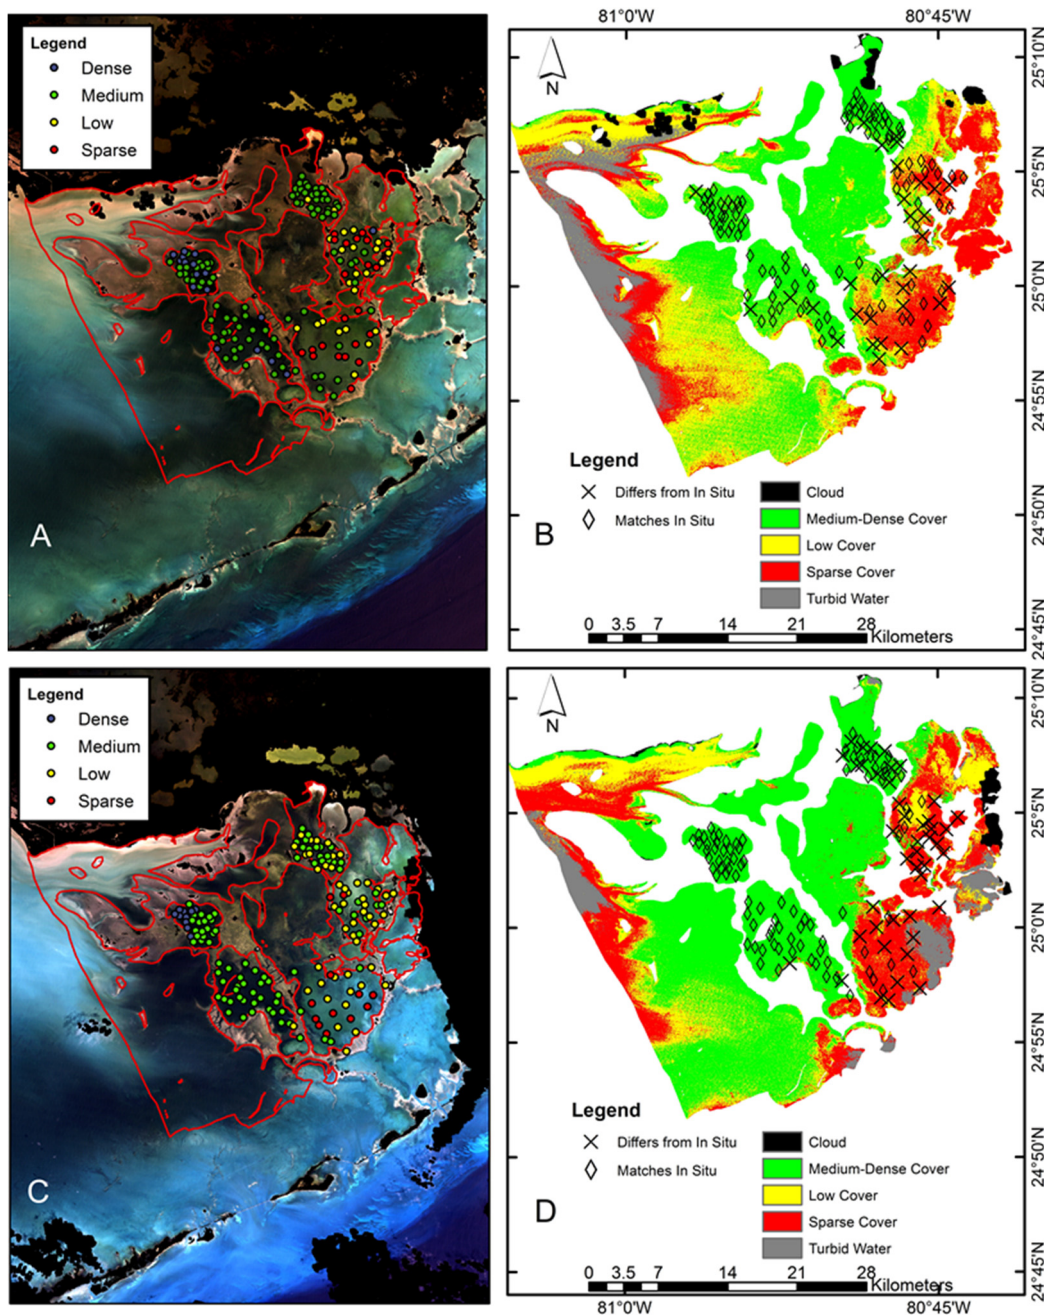 Legend
Dense
Medium
Low
Sparse
A
81°0'W 80°45'W
N
25°10'N
25°5'N
25°0'N
24°55'N
24°50'N
24°45'N
Legend
Differs from In Situ
Matches In Situ
Cloud
Medium-Dense Cover
Low Cover
Sparse Cover
Turbid Water
B
0 3.5 7 14 21 28
Kilometers
Legend
Dense
Medium
Low
Sparse
C
N
25°10'N
25°5'N
25°0'N
24°55'N
24°50'N
24°45'N
Legend
Differs from In Situ
Matches In Situ
Cloud
Medium-Dense Cover
Low Cover
Sparse Cover
Turbid Water
D
0 3.5 7 14 21 28
Kilometers
81°0'W 80°45'W